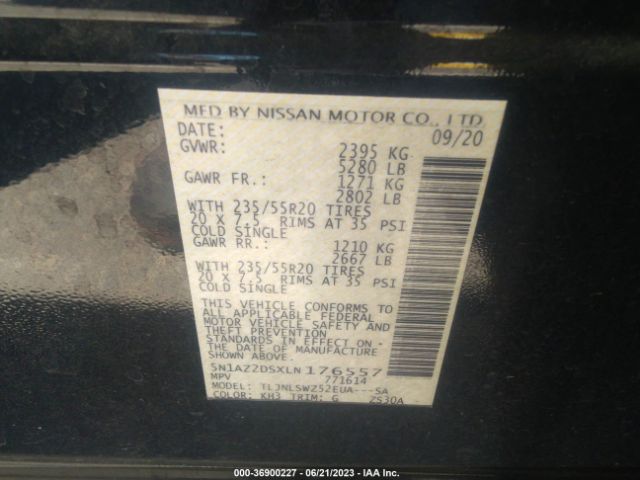 MFD BY NISSAN MOTOR CO., LTD
DATE: 09/20
GVWR: 2395 KG
5280 LB
GAWR FR.: 1271 KG
2802 LB
WITH 235/55R20 TIRES
20 X 7.5 RIMS AT 35 PSI
COLD SINGLE
GAWR RR.: 1210 KG
2667 LB
WITH 235/55R20 TIRES
20 X 7.5 RIMS AT 35 PSI
COLD SINGLE
THIS VEHICLE CONFORMS TO
ALL APPLICABLE FEDERAL
MOTOR VEHICLE SAFETY AND
THEFT PREVENTION
STANDARDS IN EFFECT ON
THE DATE OF MANUFACTURE
SHOWN ABOVE.
5N1AZ2DSXLN176557
MPV 771614
MODEL: TLJNLSWZ52EUA---SA
COLOR: KH3 TRIM: G ZS30A
000-36900227 - 06/21/2023 - IAA Inc.